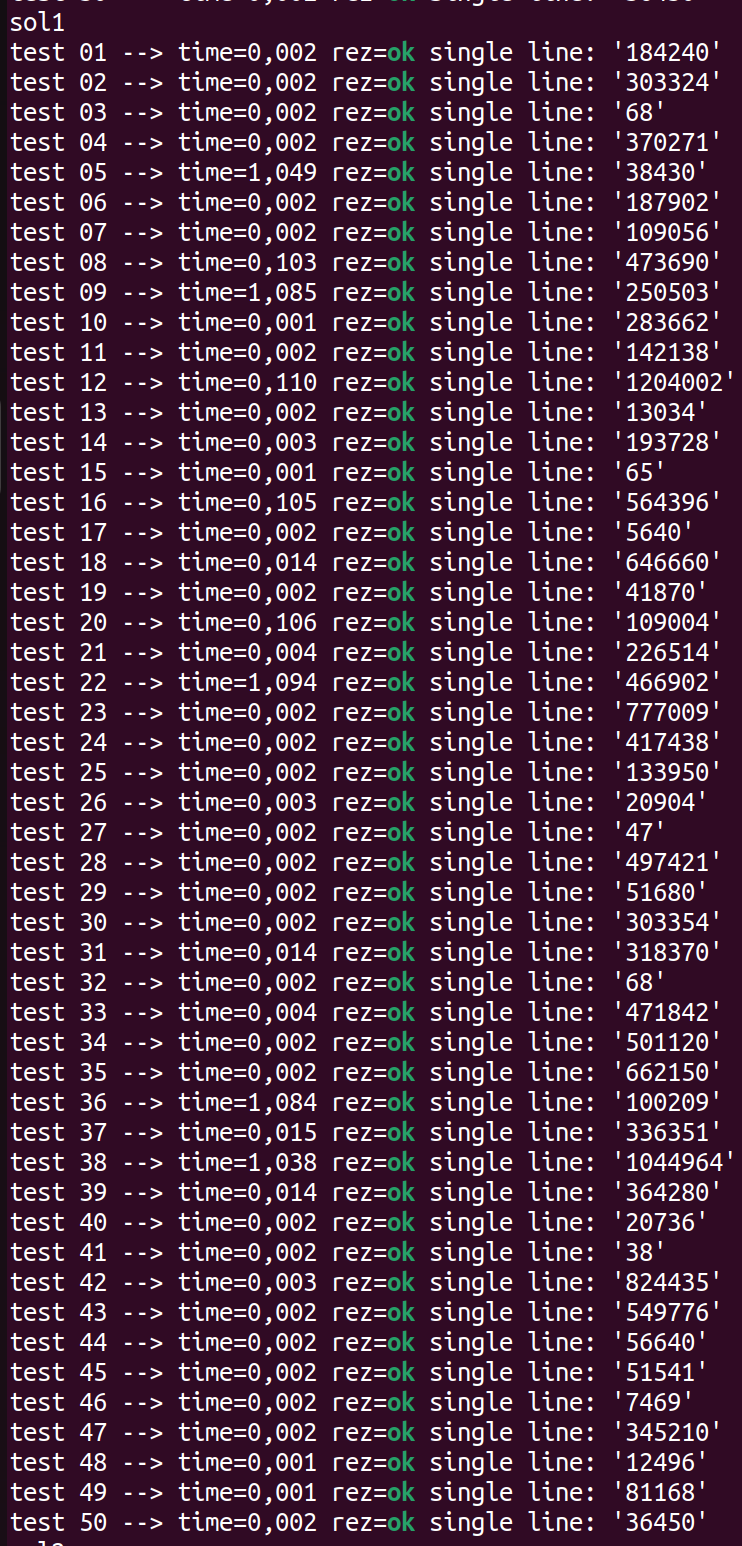 sol1
test 01 --> time=0,002 rez=ok single line: '184240'
test 02 --> time=0,002 rez=ok single line: '303324'
test 03 --> time=0,002 rez=ok single line: '68'
test 04 --> time=0,002 rez=ok single line: '370271'
test 05 --> time=1,049 rez=ok single line: '38430'
test 06 --> time=0,002 rez=ok single line: '187902'
test 07 --> time=0,002 rez=ok single line: '109056'
test 08 --> time=0,103 rez=ok single line: '473690'
test 09 --> time=1,085 rez=ok single line: '250503'
test 10 --> time=0,001 rez=ok single line: '283662'
test 11 --> time=0,002 rez=ok single line: '142138'
test 12 --> time=0,110 rez=ok single line: '1204002'
test 13 --> time=0,002 rez=ok single line: '13034'
test 14 --> time=0,003 rez=ok single line: '193728'
test 15 --> time=0,001 rez=ok single line: '65'
test 16 --> time=0,105 rez=ok single line: '564396'
test 17 --> time=0,002 rez=ok single line: '5640'
test 18 --> time=0,014 rez=ok single line: '646660'
test 19 --> time=0,002 rez=ok single line: '41870'
test 20 --> time=0,106 rez=ok single line: '109004'
test 21 --> time=0,004 rez=ok single line: '226514'
test 22 --> time=1,094 rez=ok single line: '466902'
test 23 --> time=0,002 rez=ok single line: '777009'
test 24 --> time=0,002 rez=ok single line: '417438'
test 25 --> time=0,002 rez=ok single line: '133950'
test 26 --> time=0,003 rez=ok single line: '20904'
test 27 --> time=0,002 rez=ok single line: '47'
test 28 --> time=0,002 rez=ok single line: '497421'
test 29 --> time=0,002 rez=ok single line: '51680'
test 30 --> time=0,002 rez=ok single line: '303354'
test 31 --> time=0,014 rez=ok single line: '318370'
test 32 --> time=0,002 rez=ok single line: '68'
test 33 --> time=0,004 rez=ok single line: '471842'
test 34 --> time=0,002 rez=ok single line: '501120'
test 35 --> time=0,002 rez=ok single line: '662150'
test 36 --> time=1,084 rez=ok single line: '100209'
test 37 --> time=0,015 rez=ok single line: '336351'
test 38 --> time=1,038 rez=ok single line: '1044964'
test 39 --> time=0,014 rez=ok single line: '364280'
test 40 --> time=0,002 rez=ok single line: '20736'
test 41 --> time=0,002 rez=ok single line: '38'
test 42 --> time=0,003 rez=ok single line: '824435'
test 43 --> time=0,002 rez=ok single line: '549776'
test 44 --> time=0,002 rez=ok single line: '56640'
test 45 --> time=0,002 rez=ok single line: '51541'
test 46 --> time=0,002 rez=ok single line: '7469'
test 47 --> time=0,002 rez=ok single line: '345210'
test 48 --> time=0,001 rez=ok single line: '12496'
test 49 --> time=0,001 rez=ok single line: '81168'
test 50 --> time=0,002 rez=ok single line: '36450'